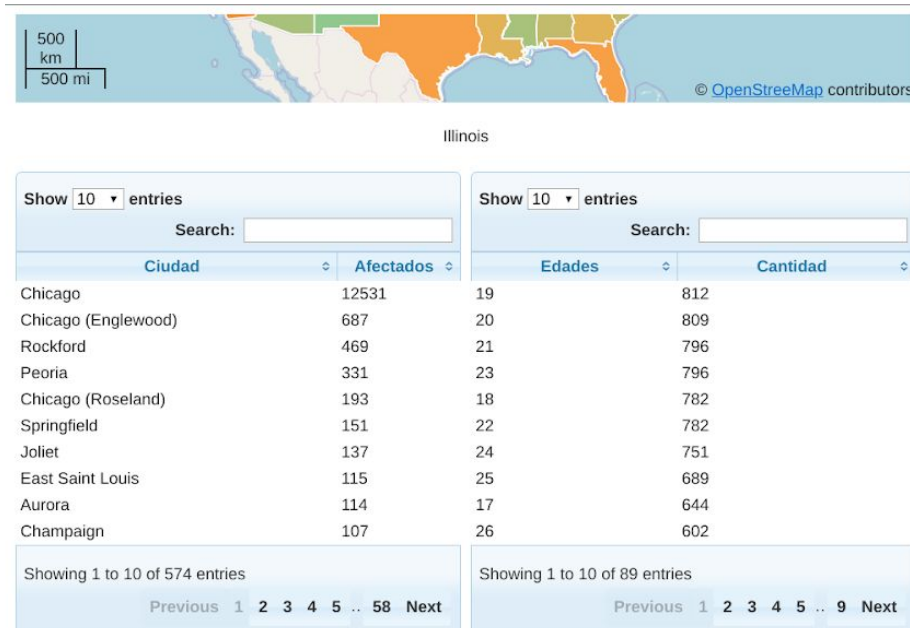 500
km
500 mi
© OpenStreeMap contributors
Illinois
Show 10 entries
Search:
Ciudad Afectados
Chicago 12531
Chicago (Englewood) 687
Rockford 469
Peoria 331
Chicago (Roseland) 193
Springfield 151
Joliet 137
East Saint Louis 115
Aurora 114
Champaign 107
Showing 1 to 10 of 574 entries
Previous 1 2 3 4 5 .. 58 Next
Show 10 entries
Search:
Edades Cantidad
19 812
20 809
21 796
23 796
18 782
22 782
24 751
25 689
17 644
26 602
Showing 1 to 10 of 89 entries
Previous 1 2 3 4 5 .. 9 Next